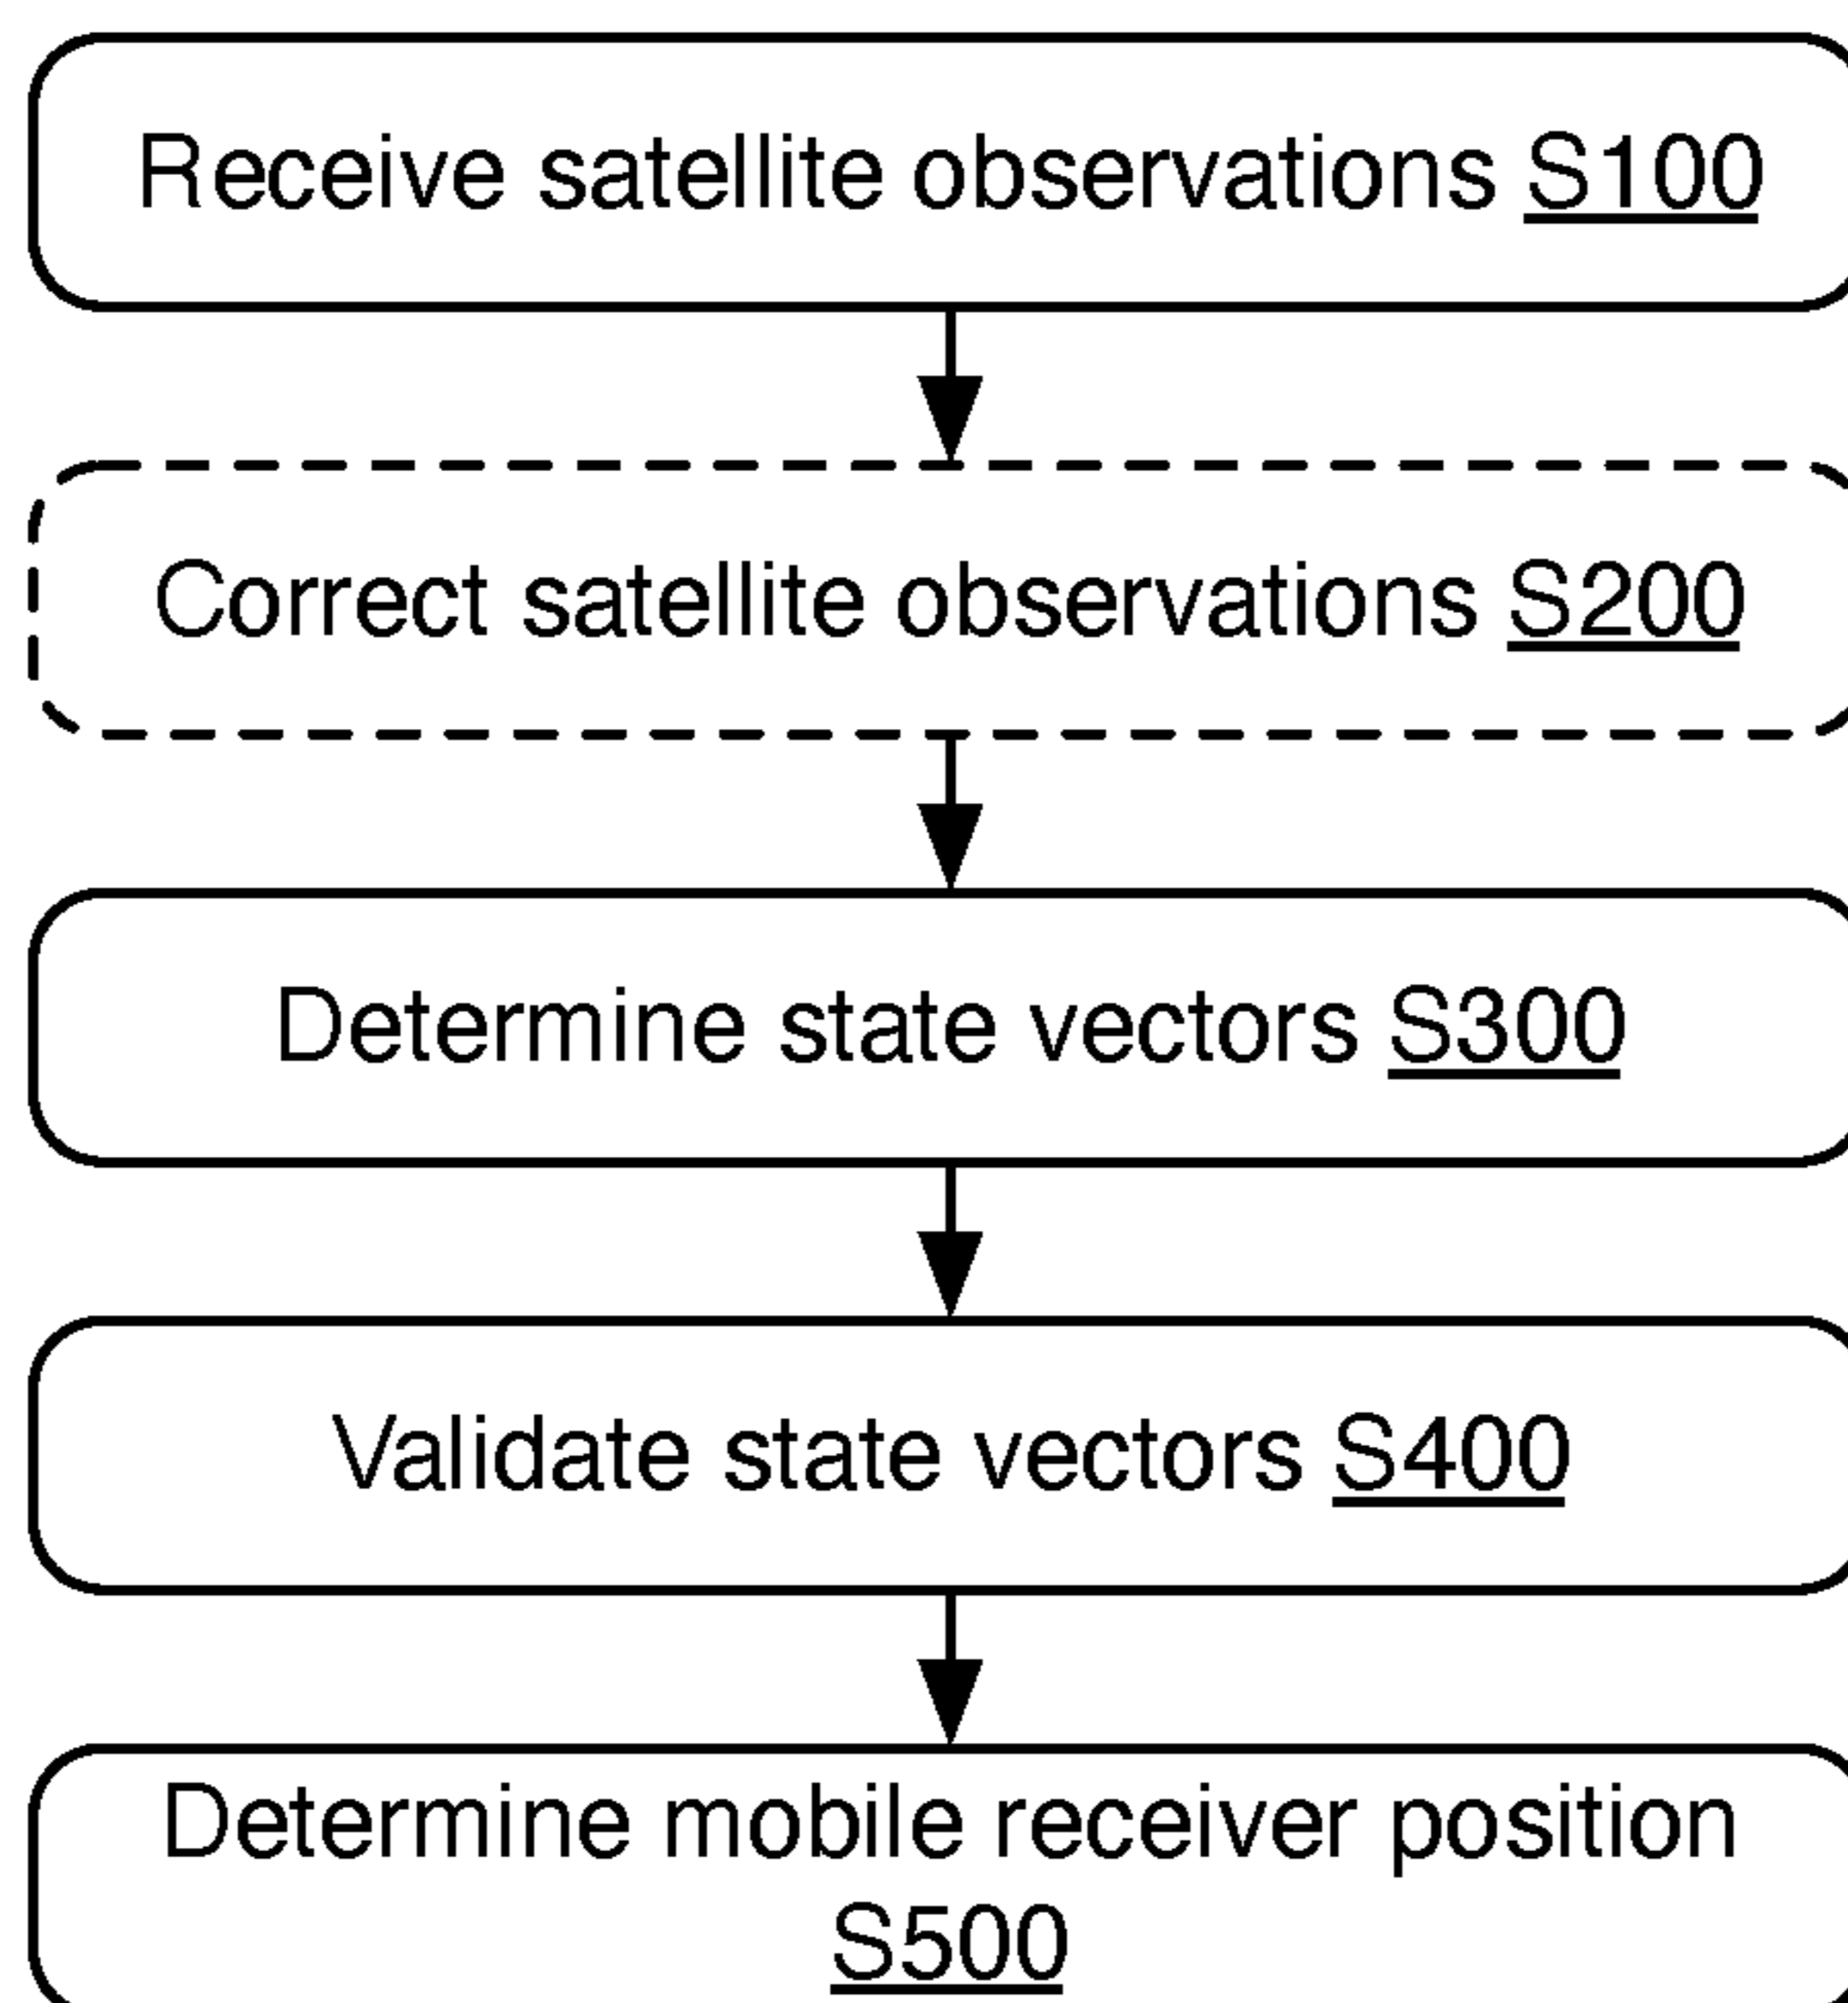 Receive satellite observations S100
Correct satellite observations S200
Determine state vectors S300
Validate state vectors S400
Determine mobile receiver position
S500